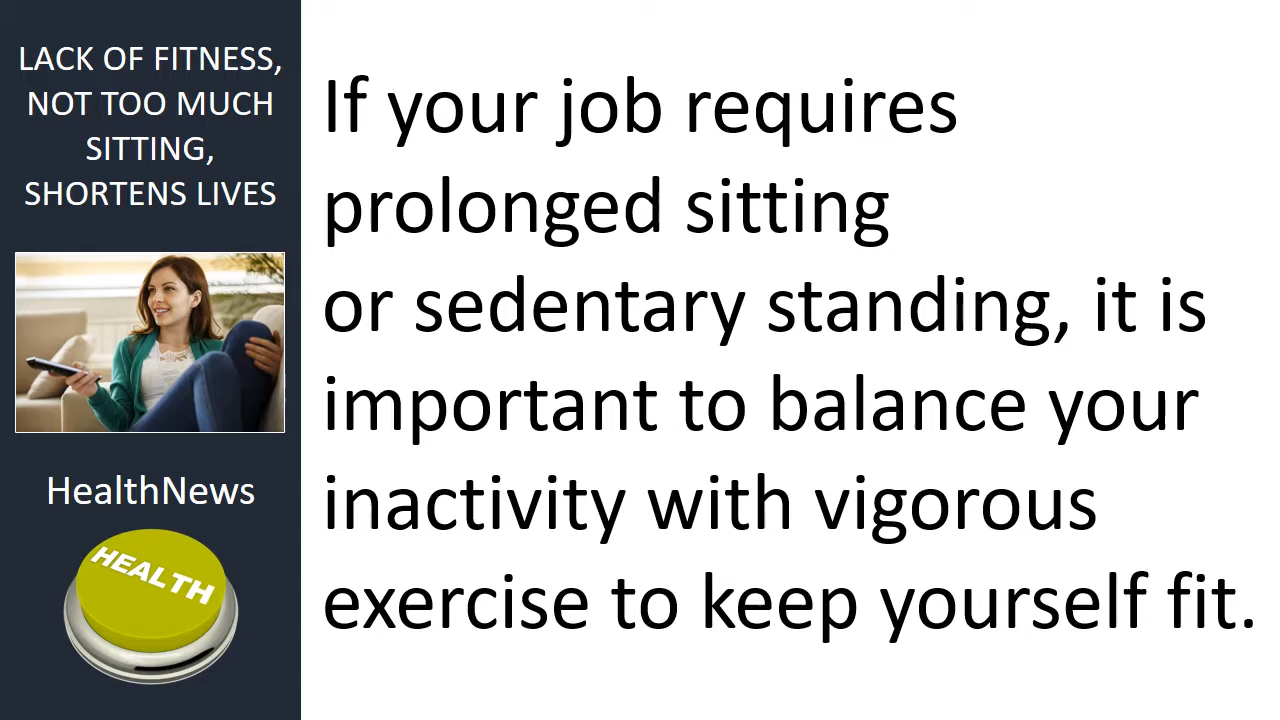 LACK OF FITNESS,
NOT TOO MUCH
SITTING,
SHORTENS LIVES
HealthNews
HEALTH
If your job requires
prolonged sitting
or sedentary standing, it is
important to balance your
inactivity with vigorous
exercise to keep yourself fit.